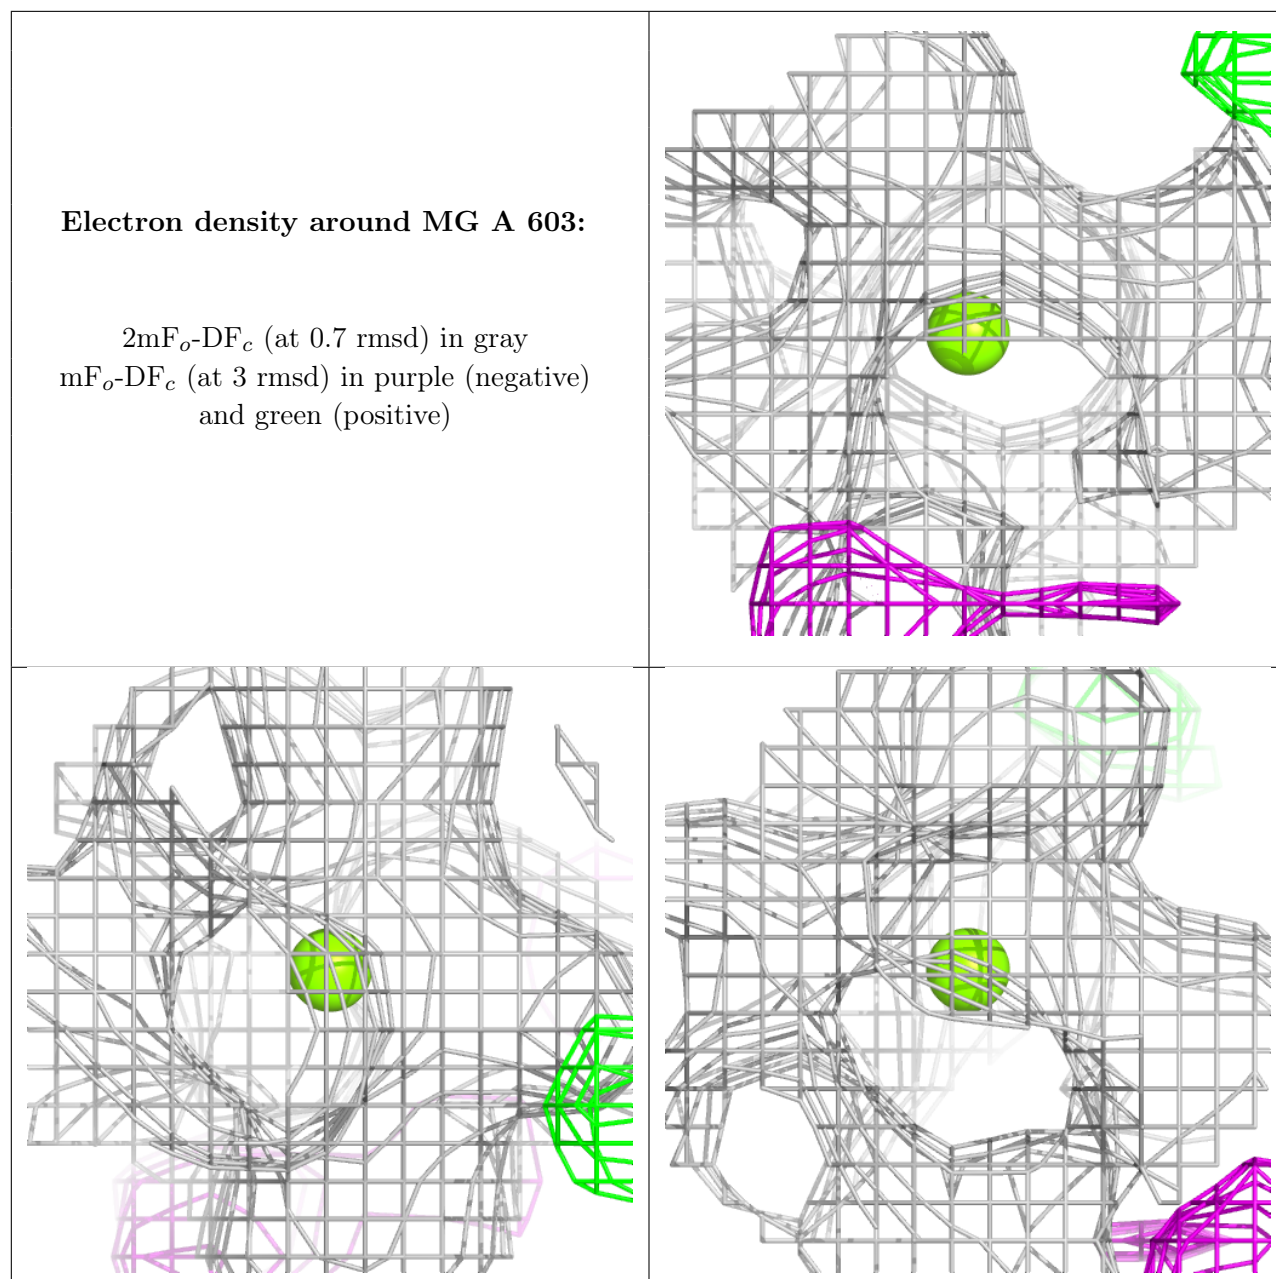 Electron density around MG A 603:
2mFo-DFc (at 0.7 rmsd) in gray
mFo-DFc (at 3 rmsd) in purple (negative)
and green (positive)